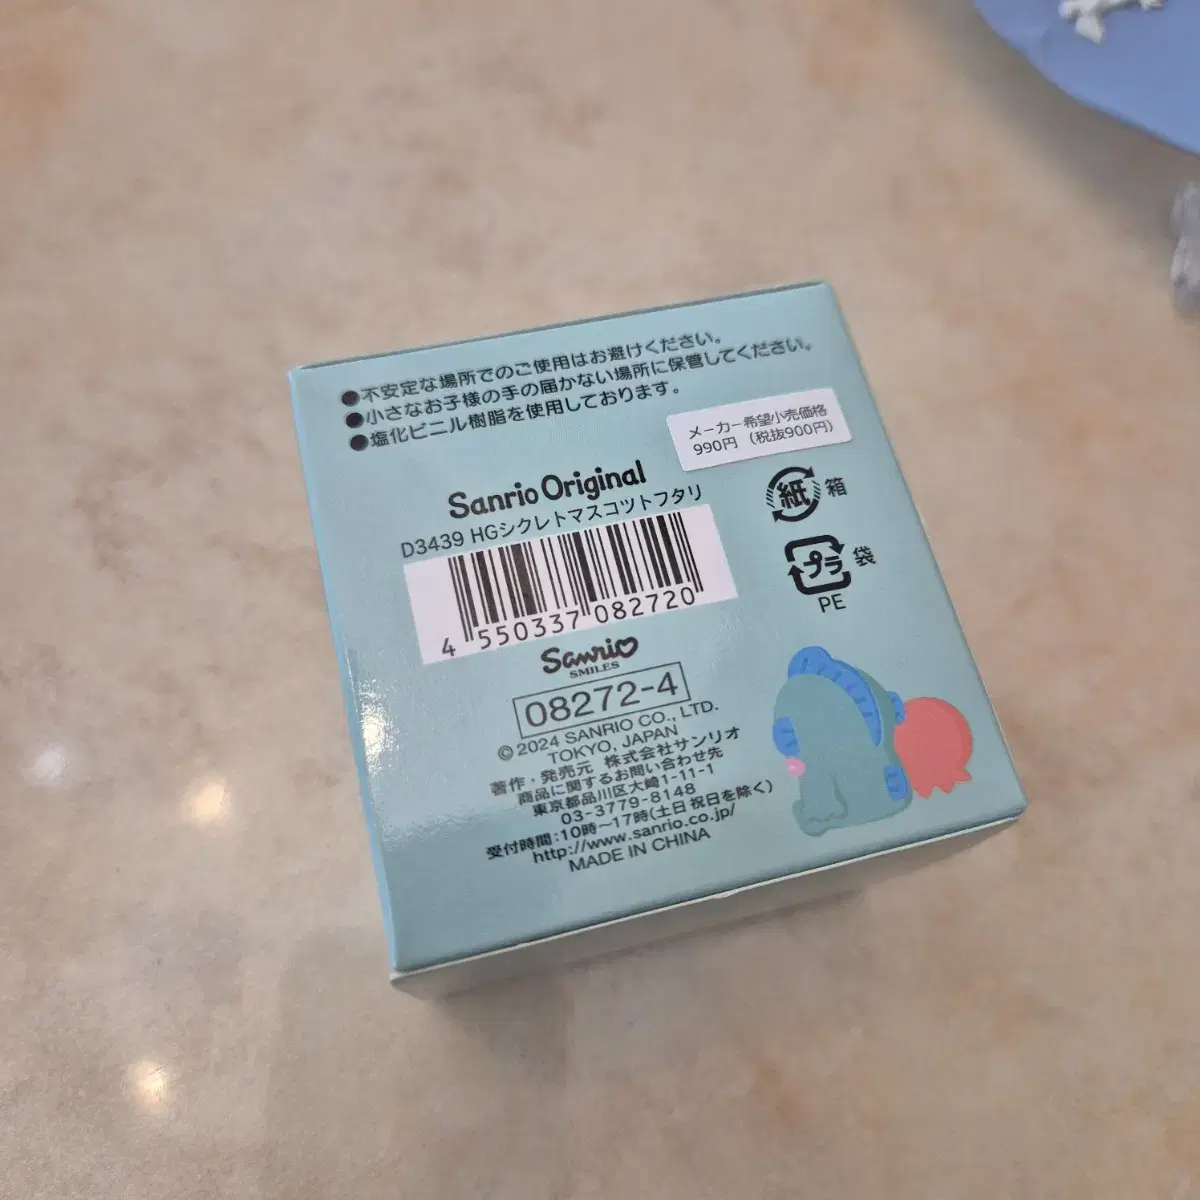 ●不安定な場所でのご使用はお避けください。
●小さなお子様の手の届かない場所に保管してください。
●塩化ビニル樹脂を使用しております。
メーカー希望小売価格
990円 (税抜900円)
Sanrio Original
D3439 HGシクレトマスコツトフタリ
4 550337 082720
紙 箱
プラ 袋
PE
Sanrio
SMILES
08272-4
© 2024 SANRIO CO., LTD.
TOKYO, JAPAN
著作・発売元 株式会社サンリオ
商品に関するお問い合わせ先
東京都品川区大崎1-11-1
03-3779-8148
受付時間:10時~17時(土日祝日を除く)
http://www.sanrio.co.jp/
MADE IN CHINA